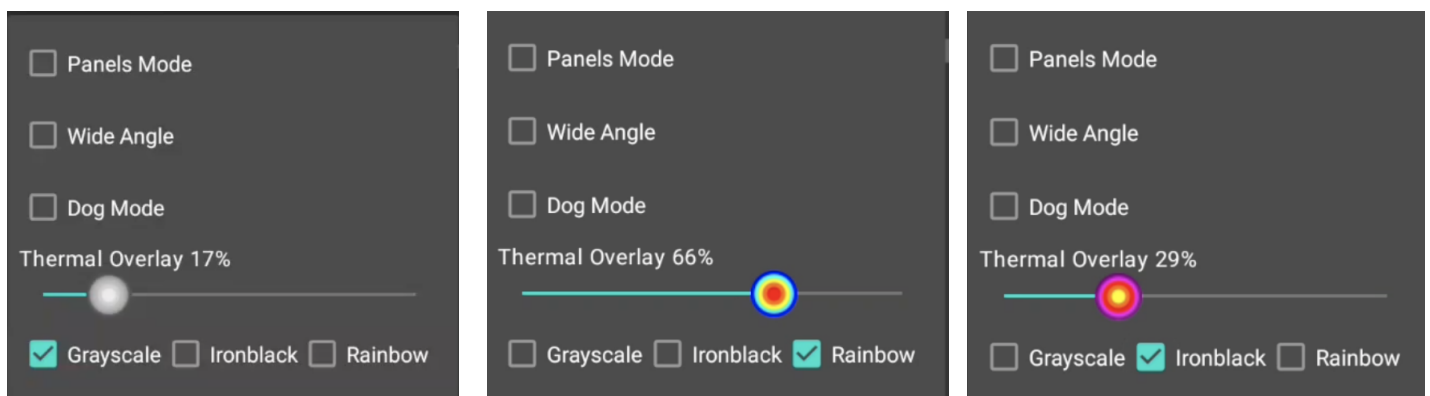 Panels Mode
Wide Angle
Dog Mode
Thermal Overlay 17%
Grayscale Ironblack Rainbow
Panels Mode
Wide Angle
Dog Mode
Thermal Overlay 66%
Grayscale Ironblack Rainbow
Panels Mode
Wide Angle
Dog Mode
Thermal Overlay 29%
Grayscale Ironblack Rainbow